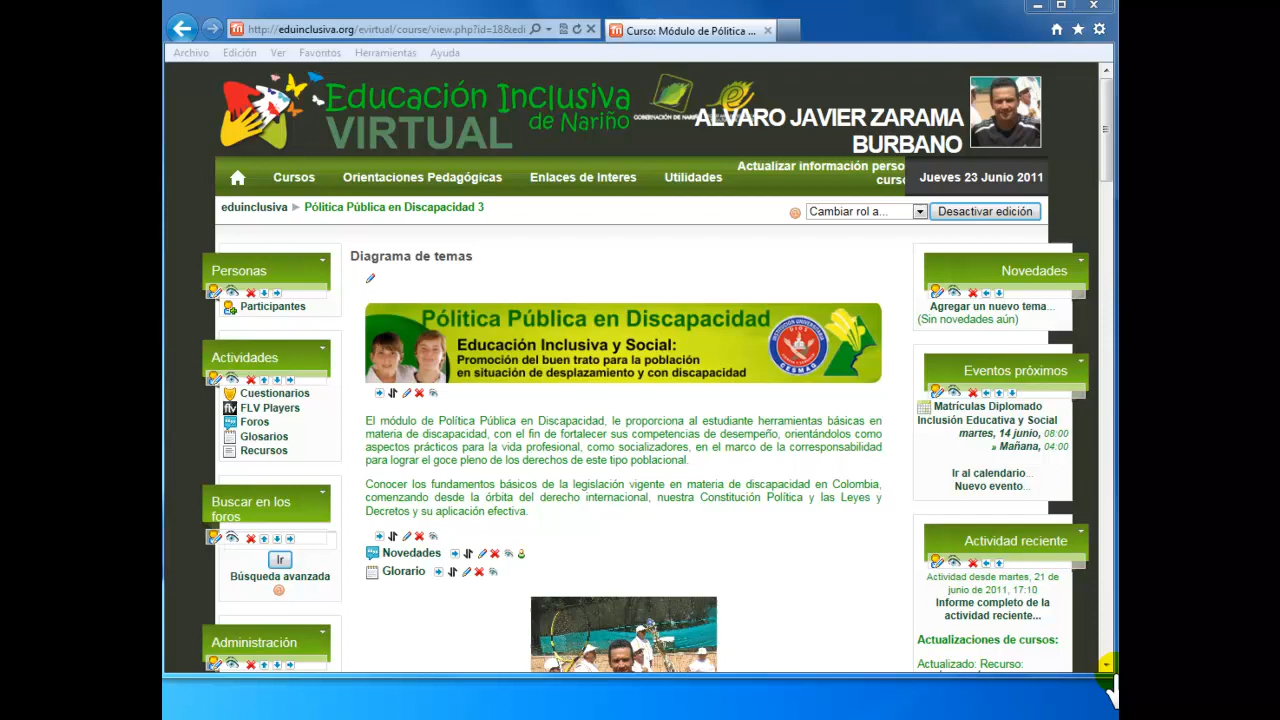 http://eduinclusiva.org/evirtual/course/view.php?id=18&edi
Curso: Módulo de Pólitica ...
Archivo Edición Ver Favoritos Herramientas Ayuda
Educación Inclusiva
de Nariño
VIRTUAL
ALVARO JAVIER ZARAMA
BURBANO
Cursos Orientaciones Pedagógicas Enlaces de Interes Utilidades
Actualizar información perso
curso
Jueves 23 Junio 2011
eduinclusiva ► Pólitica Pública en Discapacidad 3
Cambiar rol a...
Desactivar edición
Personas
Participantes
Actividades
Cuestionarios
FLV Players
Foros
Glosarios
Recursos
Buscar en los
foros
Ir
Búsqueda avanzada
Administración
Diagrama de temas
Pólitica Pública en Discapacidad
Educación Inclusiva y Social:
Promoción del buen trato para la población
en situación de desplazamiento y con discapacidad
CESMAG
El módulo de Política Pública en Discapacidad, le proporciona al estudiante herramientas básicas en
materia de discapacidad, con el fin de fortalecer sus competencias de desempeño, orientándolos como
aspectos prácticos para la vida profesional, como socializadores, en el marco de la corresponsabilidad
para lograr el goce pleno de los derechos de este tipo poblacional.
Conocer los fundamentos básicos de la legislación vigente en materia de discapacidad en Colombia,
comenzando desde la órbita del derecho internacional, nuestra Constitución Política y las Leyes y
Decretos y su aplicación efectiva.
Novedades
Glorario
Novedades
Agregar un nuevo tema...
(Sin novedades aún)
Eventos próximos
Matrículas Diplomado
Inclusión Educativa y Social
martes, 14 junio, 08:00
» Mañana, 04:00
Ir al calendario...
Nuevo evento...
Actividad reciente
Actividad desde martes, 21 de
junio de 2011, 17:10
Informe completo de la
actividad reciente...
Actualizaciones de cursos:
Actualizado: Recurso: